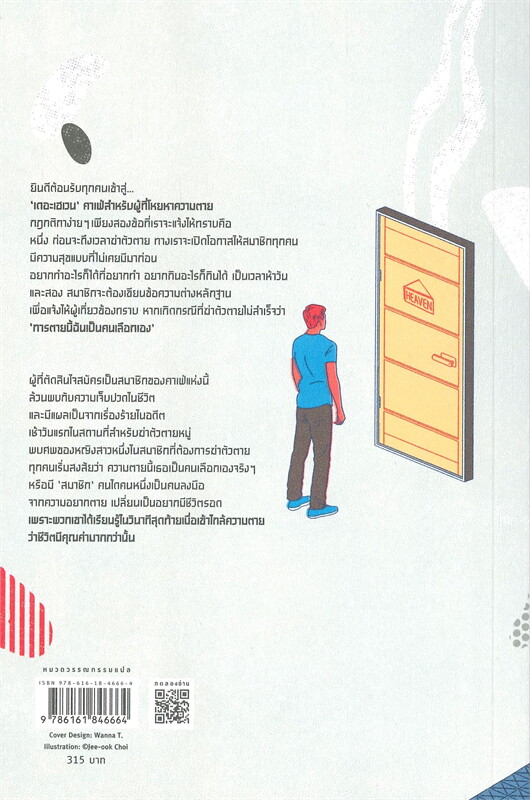 ยินดีต้อนรับทุกคนเข้าสู่...
'เดอะเฮเวน' คาเฟ่สำหรับผู้ที่โหยหาความตาย
กฎกติกาง่ายๆ เพียงสองข้อที่เราจะแจ้งให้ทราบคือ
หนึ่ง ก่อนจะถึงเวลาฆ่าตัวตาย ทางเราจะเปิดโอกาสให้สมาชิกทุกคน
มีความสุขแบบที่ไม่เคยมีมาก่อน
อยากทำอะไรก็ได้ที่อยากทำ อยากกินอะไรก็กินได้ เป็นเวลาห้าวัน
และสอง สมาชิกจะต้องเขียนข้อความต่างหลักฐาน
เพื่อแจ้งให้ผู้เกี่ยวข้องทราบ หากเกิดกรณีที่ฆ่าตัวตายไม่สำเร็จว่า
'การตายนี้ฉันเป็นคนเลือกเอง'
HEAVEN
ผู้ที่ตัดสินใจสมัครเป็นสมาชิกของคาเฟ่แห่งนี้
ล้วนพบกับความเจ็บปวดในชีวิต
และมีแผลเป็นจากเรื่องร้ายในอดีต
เช้าวันแรกในสถานที่สำหรับฆ่าตัวตายหมู่
พบศพของหญิงสาวหนึ่งในสมาชิกที่ต้องการฆ่าตัวตาย
ทุกคนเริ่มสงสัยว่า ความตายนี้เธอเป็นคนเลือกเองจริงๆ
หรือมี 'สมาชิก' คนใดคนหนึ่งเป็นคนลงมือ
จากความอยากตาย เปลี่ยนเป็นอยากมีชีวิตรอด
เพราะพวกเขาได้เรียนรู้ในวินาทีสุดท้ายเมื่อเข้าใกล้ความตาย
ว่าชีวิตมีคุณค่ามากกว่านั้น
หมวดวรรณกรรมแปล
ISBN 978-616-18-4666-4
ทดลองอ่าน
9 786161 846664
Cover Design: Wanna T.
Illustration: ©Jee-ook Choi
315 บาท